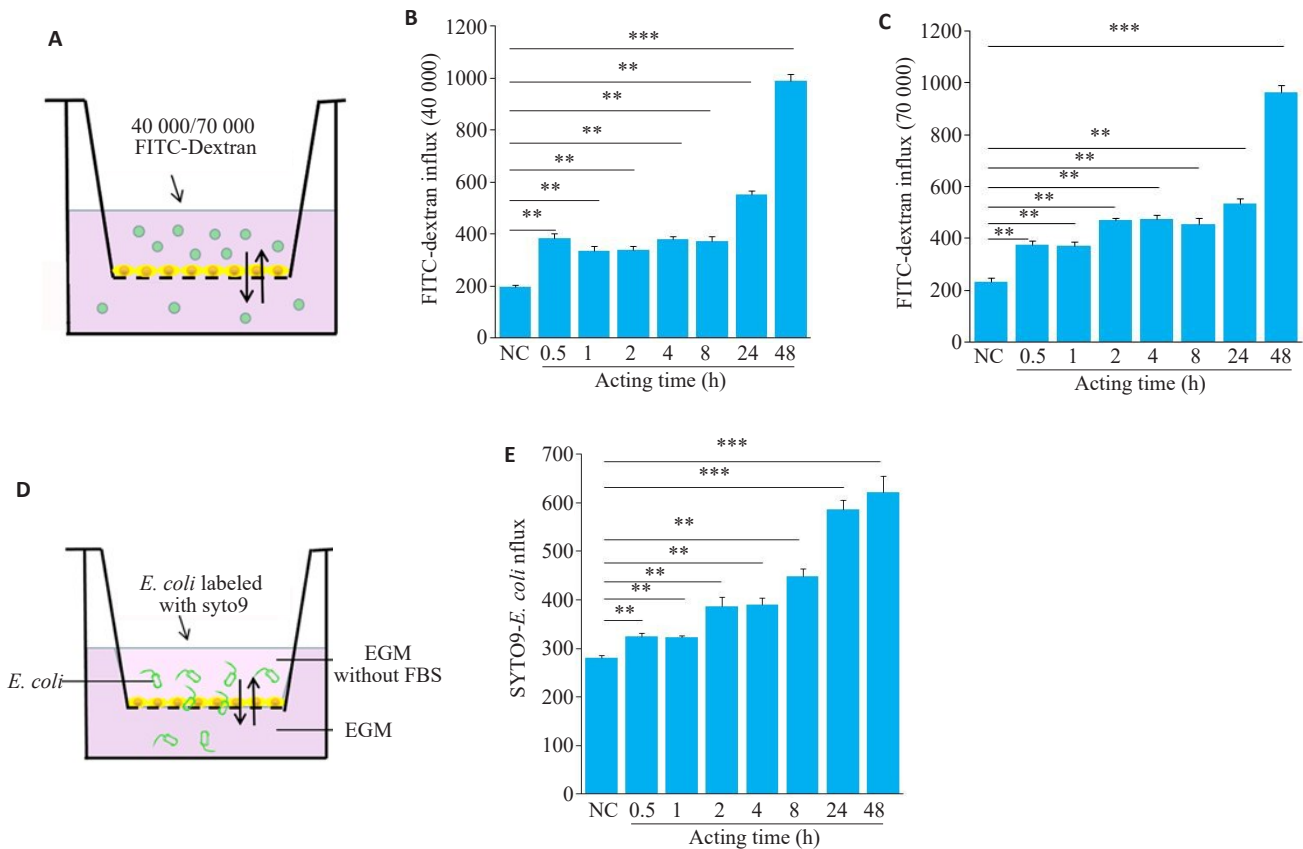 A
40 000/70 000
FITC-Dextran
B
FITC-dextran influx (40 000)
1200
1000
800
600
400
200
0
***
**
**
**
**
**
**
NC 0.5 1 2 4 8 24 48
Acting time (h)
C
FITC-dextran influx (70 000)
1200
1000
800
600
400
200
0
***
**
**
**
**
**
**
NC 0.5 1 2 4 8 24 48
Acting time (h)
D
E. coli labeled
with syto9
E. coli
EGM
without FBS
EGM
E
SYTO9-E. coli nflux
700
600
500
400
300
200
100
0
***
***
**
**
**
**
**
NC 0.5 1 2 4 8 24 48
Acting time (h)